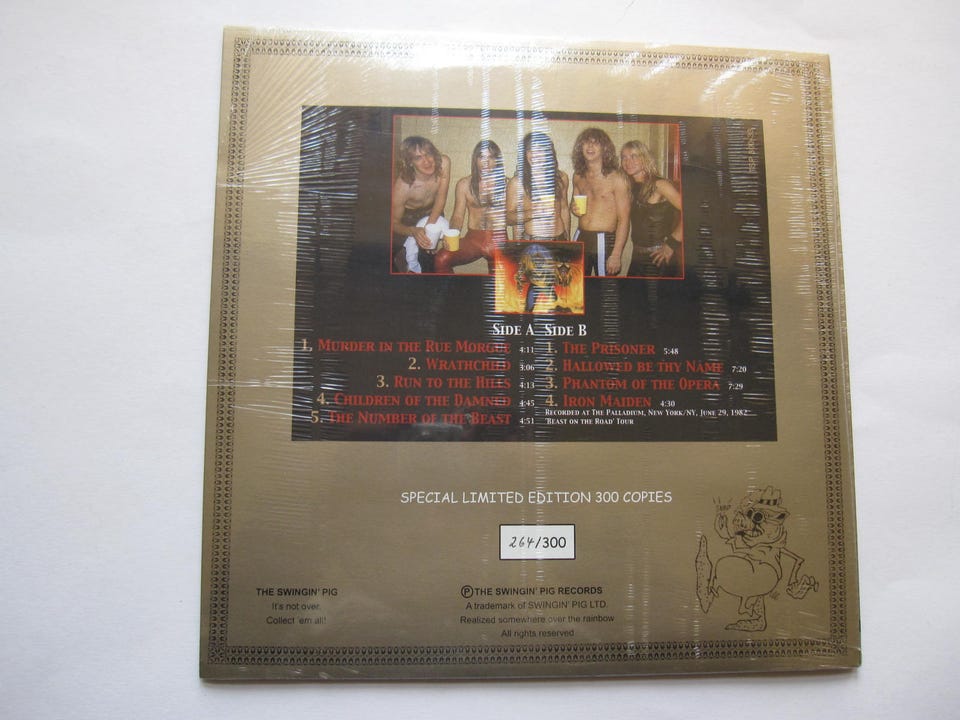 SIDE A SIDE B
1. MURDER IN THE RUE MORGUE 4:11
2. WRATHCHILD 3:06
3. RUN TO THE HILLS 4:13
4. CHILDREN OF THE DAMNED 4:45
5. THE NUMBER OF THE BEAST 4:51
1. THE PRISONER 5:48
2. HALLOWED BE THY NAME 7:20
3. PHANTOM OF THE OPERA 7:29
4. IRON MAIDEN 4:30
RECORDED AT THE PALLADIUM, NEW YORK/NY, JUNE 29, 1982
'BEAST ON THE ROAD' TOUR
SPECIAL LIMITED EDITION 300 COPIES
264/300
THE SWINGIN' PIG
It's not over.
Collect 'em all!
Ⓟ THE SWINGIN' PIG RECORDS
A trademark of SWINGIN' PIG LTD.
Realized somewhere over the rainbow
All rights reserved